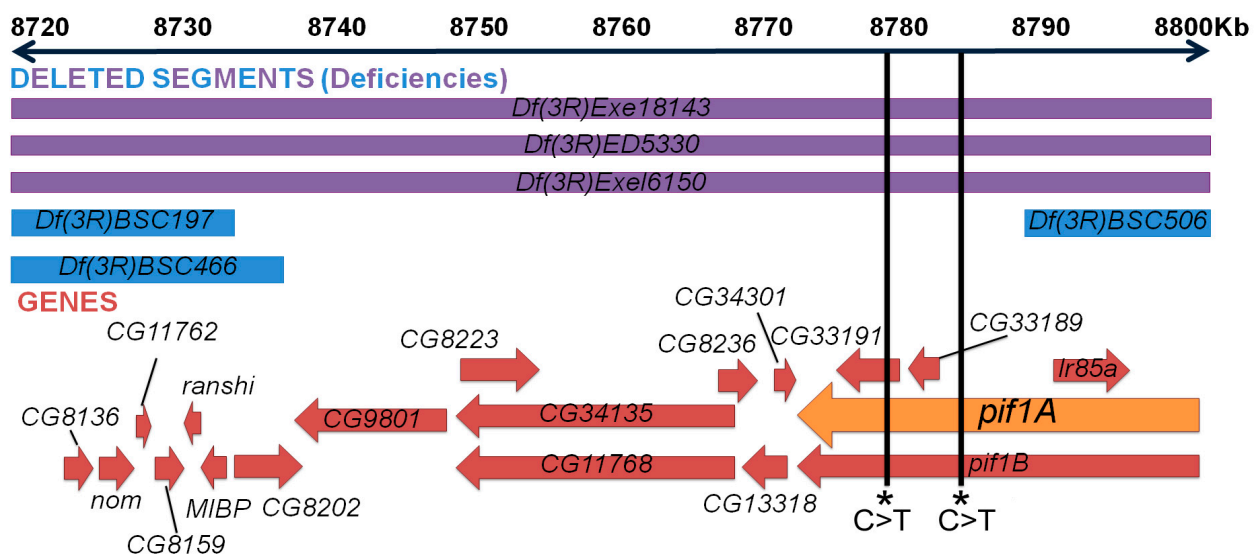 8720 8730 8740 8750 8760 8770 8780 8790 8800Kb
DELETED SEGMENTS (Deficiencies)
Df(3R)Exe18143
Df(3R)ED5330
Df(3R)Exel6150
Df(3R)BSC197 Df(3R)BSC506
Df(3R)BSC466
GENES
CG34301
CG11762 CG8223 CG8236 CG33191 CG33189
ranshi Ir85a
CG8136 CG9801 CG34135 pif1A
CG11768 pif1B
nom MIBP CG8202 CG13318
CG8159
* *
C>T C>T